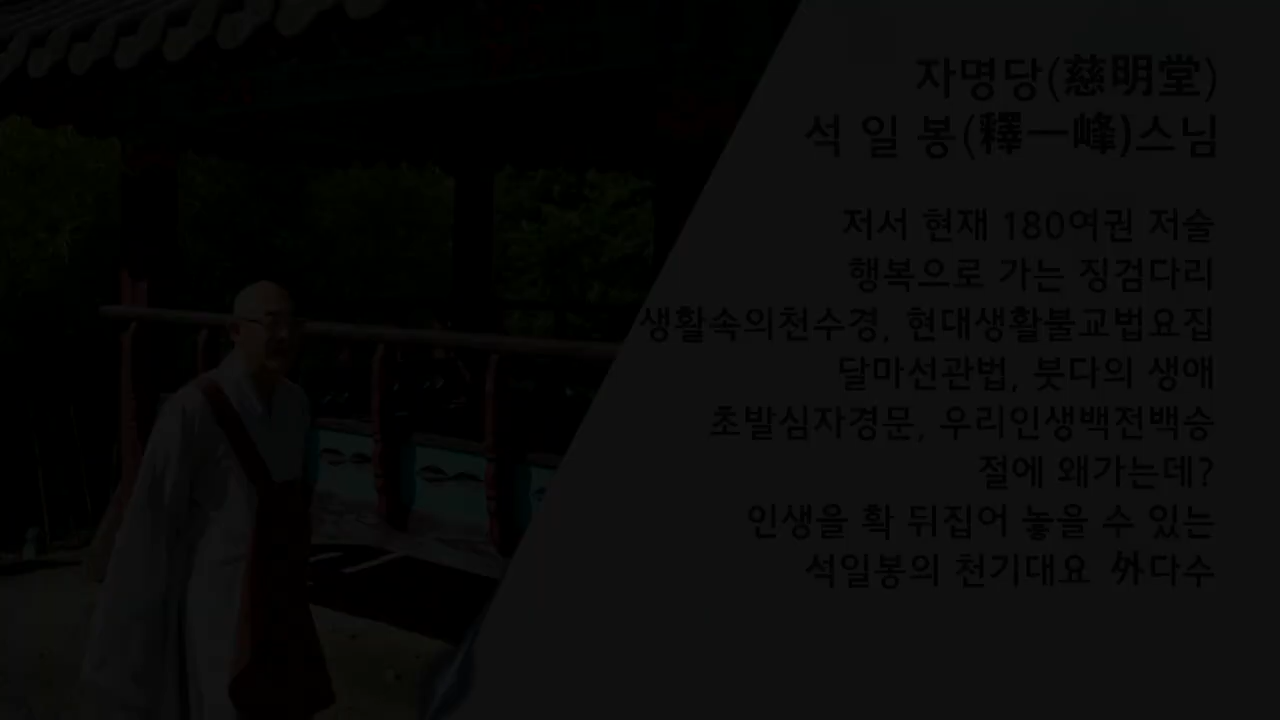 자명당(慈明堂)
석 일 봉(釋一峰)스님
저서 현재 180여권 저술
행복으로 가는 징검다리
생활속의천수경, 현대생활불교법요집
달마선관법, 붓다의 생애
초발심자경문, 우리인생백전백승
절에 왜가는데?
인생을 확 뒤집어 놓을 수 있는
석일봉의 천기대요 外다수